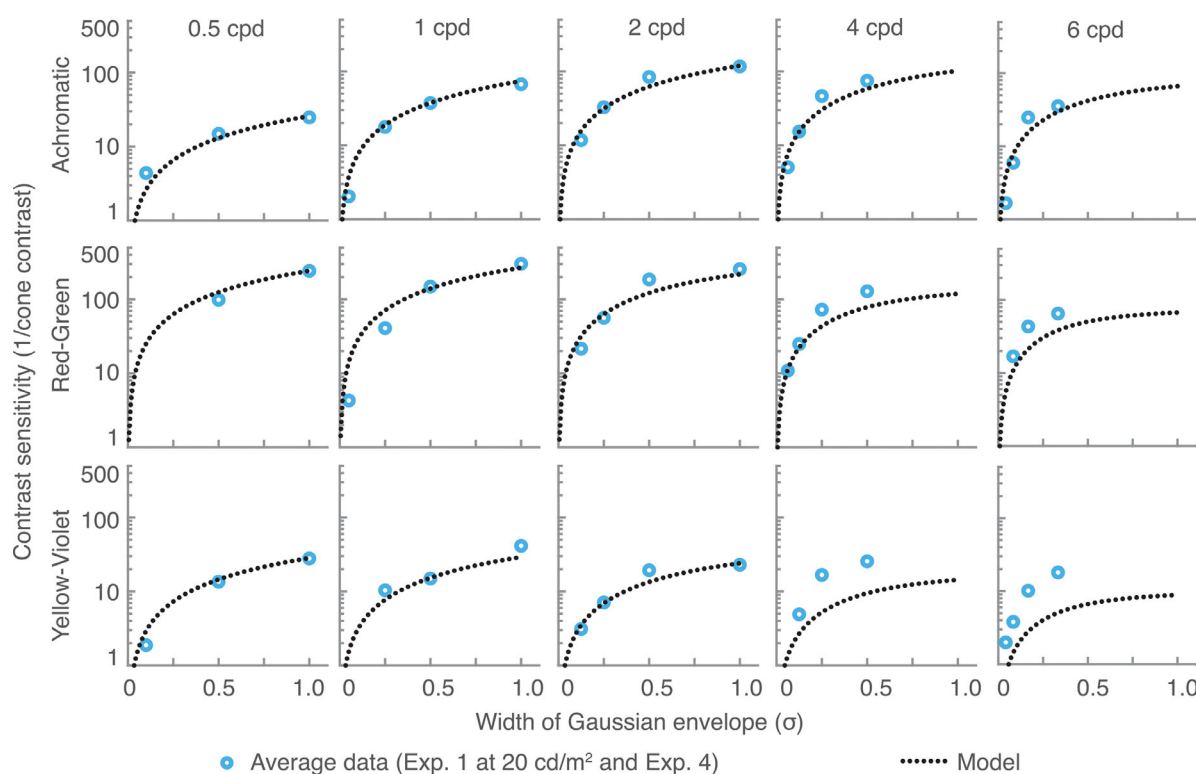 0.5 cpd 1 cpd 2 cpd 4 cpd 6 cpd
Contrast sensitivity (1/cone contrast)
Achromatic
500
100
10
1
Red-Green
500
100
10
1
Yellow-Violet
500
100
10
1
0 0.5 1.0 0 0.5 1.0 0 0.5 1.0 0 0.5 1.0 0 0.5 1.0
Width of Gaussian envelope (σ)
Average data (Exp. 1 at 20 cd/m² and Exp. 4) Model